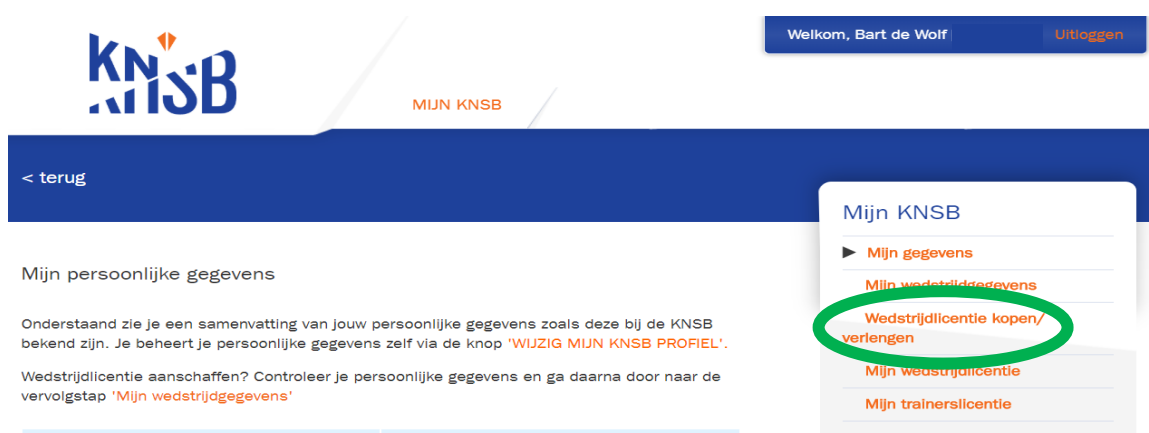 KNSB
Welkom, Bart de Wolf
Uitloggen
MIJN KNSB
< terug
Mijn persoonlijke gegevens
Onderstaand zie je een samenvatting van jouw persoonlijke gegevens zoals deze bij de KNSB
bekend zijn. Je beheert je persoonlijke gegevens zelf via de knop 'WIJZIG MIJN KNSB PROFIEL'.
Wedstrijdlicentie aanschaffen? Controleer je persoonlijke gegevens en ga daarna door naar de
vervolgstap 'Mijn wedstrijdgegevens'
Mijn KNSB
Mijn gegevens
Mijn wedstrijdgegevens
Wedstrijdlicentie kopen/
verlengen
Mijn wedstrijdlicentie
Mijn trainerslicentie